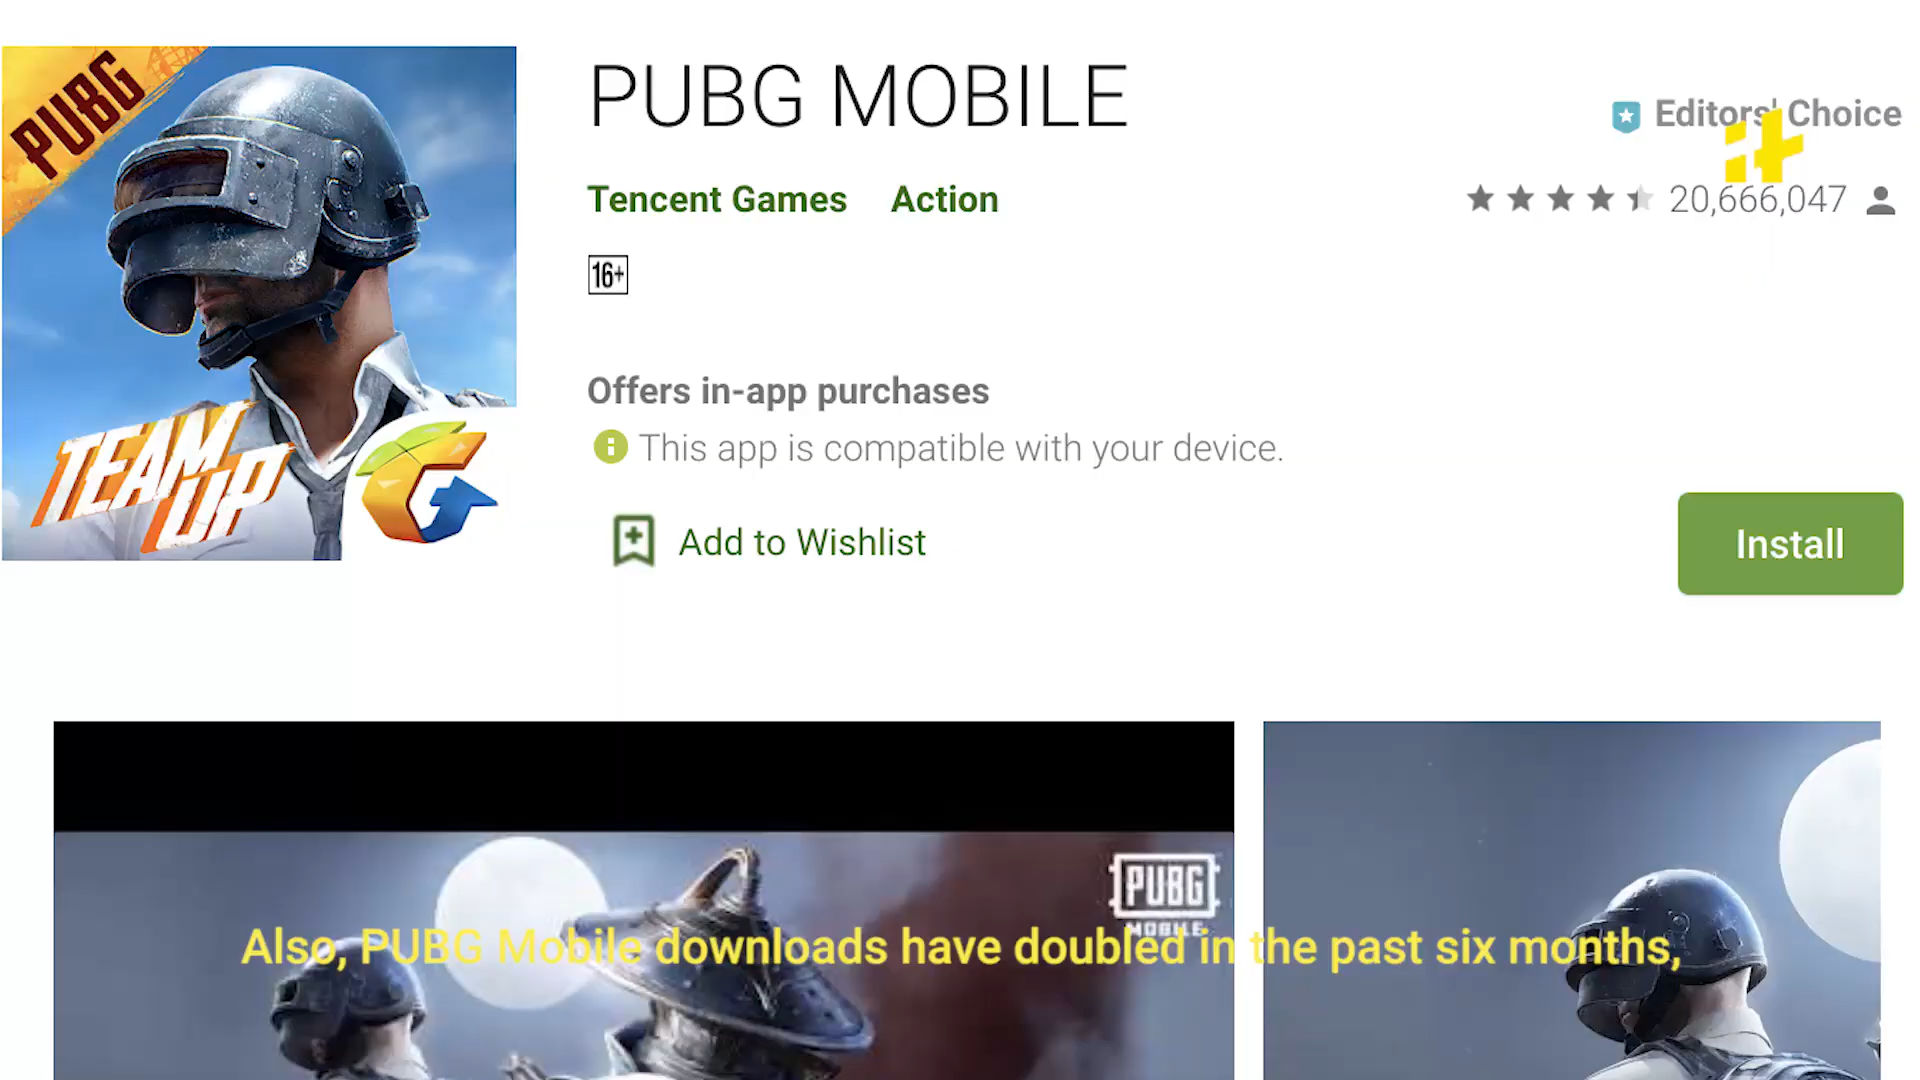 PUBG
TEAM
UP
PUBG MOBILE
Editors' Choice
Tencent Games Action
20,666,047
16+
Offers in-app purchases
This app is compatible with your device.
Add to Wishlist
Install
PUBG
MOBILE
Also, PUBG Mobile downloads have doubled in the past six months,